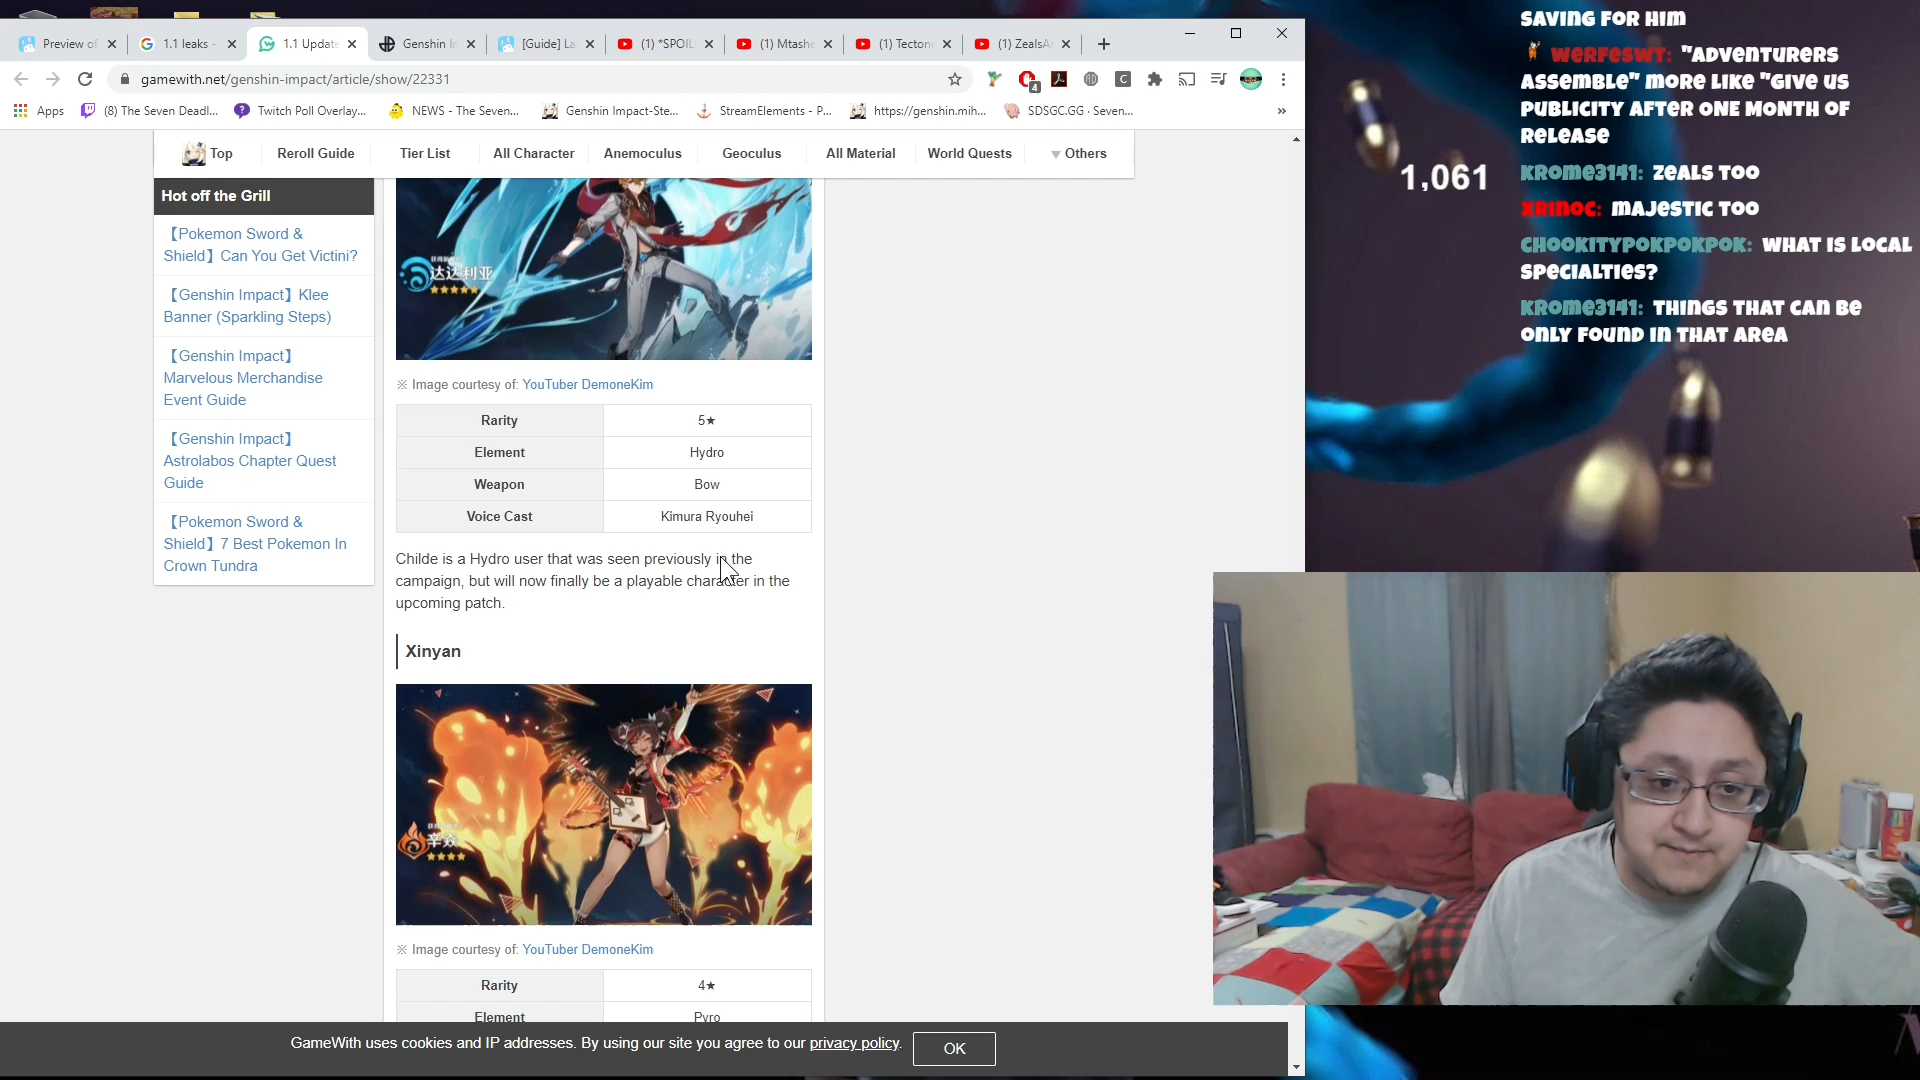 Preview of
1.1 leaks -
1.1 Update
Genshin I
[Guide] La
(1) *SPOIL
(1) Mtash
(1) Tecton
(1) ZealsA
gamewith.net/genshin-impact/article/show/22331
4
Apps
(8) The Seven Deadl...
Twitch Poll Overlay...
NEWS - The Seven...
Genshin Impact-Ste...
StreamElements - P...
https://genshin.mih...
SDSGC.GG · Seven...
»
Top
Reroll Guide
Tier List
All Character
Anemoculus
Geoculus
All Material
World Quests
▼ Others
Hot off the Grill
【Pokemon Sword &
Shield】Can You Get Victini?
【Genshin Impact】Klee
Banner (Sparkling Steps)
【Genshin Impact】
Marvelous Merchandise
Event Guide
【Genshin Impact】
Astrolabos Chapter Quest
Guide
【Pokemon Sword &
Shield】7 Best Pokemon In
Crown Tundra
达达利亚
★★★★★
※ Image courtesy of: YouTuber DemoneKim
Rarity 5★
Element Hydro
Weapon Bow
Voice Cast Kimura Ryouhei
Childe is a Hydro user that was seen previously in the
campaign, but will now finally be a playable character in the
upcoming patch.
Xinyan
辛焱
★★★★
※ Image courtesy of: YouTuber DemoneKim
Rarity 4★
Element Pyro
GameWith uses cookies and IP addresses. By using our site you agree to our privacy policy.
OK
1,061
SAVING FOR HIM
WERFESWT: "ADVENTURERS
ASSEMBLE" MORE LIKE "GIVE US
PUBLICITY AFTER ONE MONTH OF
RELEASE
KROME3141: ZEALS TOO
XRINOC: MAJESTIC TOO
CHOOKITYPOKPOKPOK: WHAT IS LOCAL
SPECIALTIES?
KROME3141: THINGS THAT CAN BE
ONLY FOUND IN THAT AREA